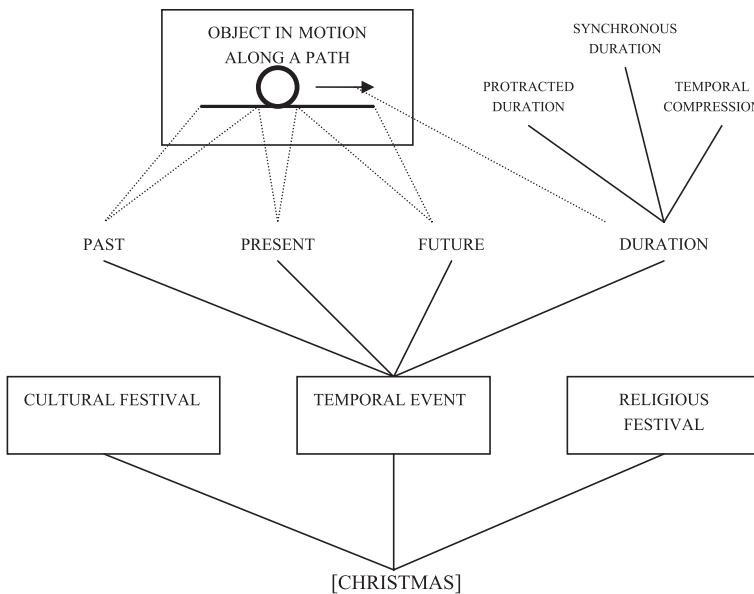 OBJECT IN MOTION
ALONG A PATH
SYNCHRONOUS
DURATION
PROTRACTED
DURATION
TEMPORAL
COMPRESSION
PAST
PRESENT
FUTURE
DURATION
CULTURAL FESTIVAL
TEMPORAL EVENT
RELIGIOUS
FESTIVAL
[CHRISTMAS]